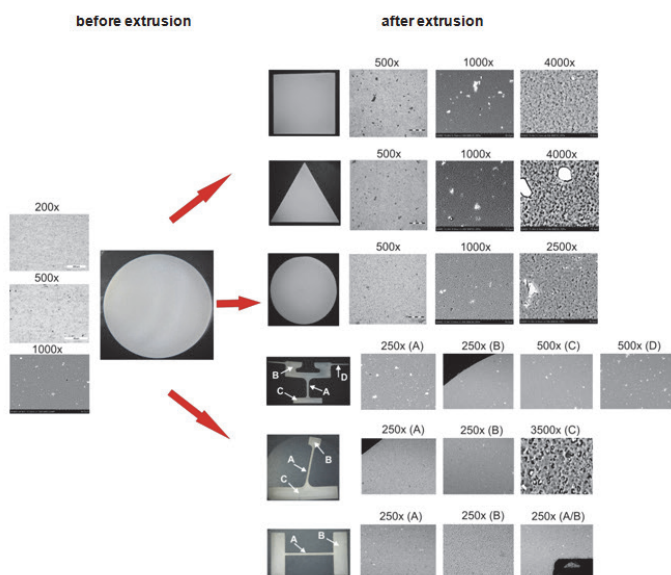 before extrusion
after extrusion
500x 1000x 4000x
500x 1000x 4000x
200x
500x
1000x
500x 1000x 2500x
B A D C
250x (A) 250x (B) 500x (C) 500x (D)
A B C
250x (A) 250x (B) 3500x (C)
A B
250x (A) 250x (B) 250x (A/B)